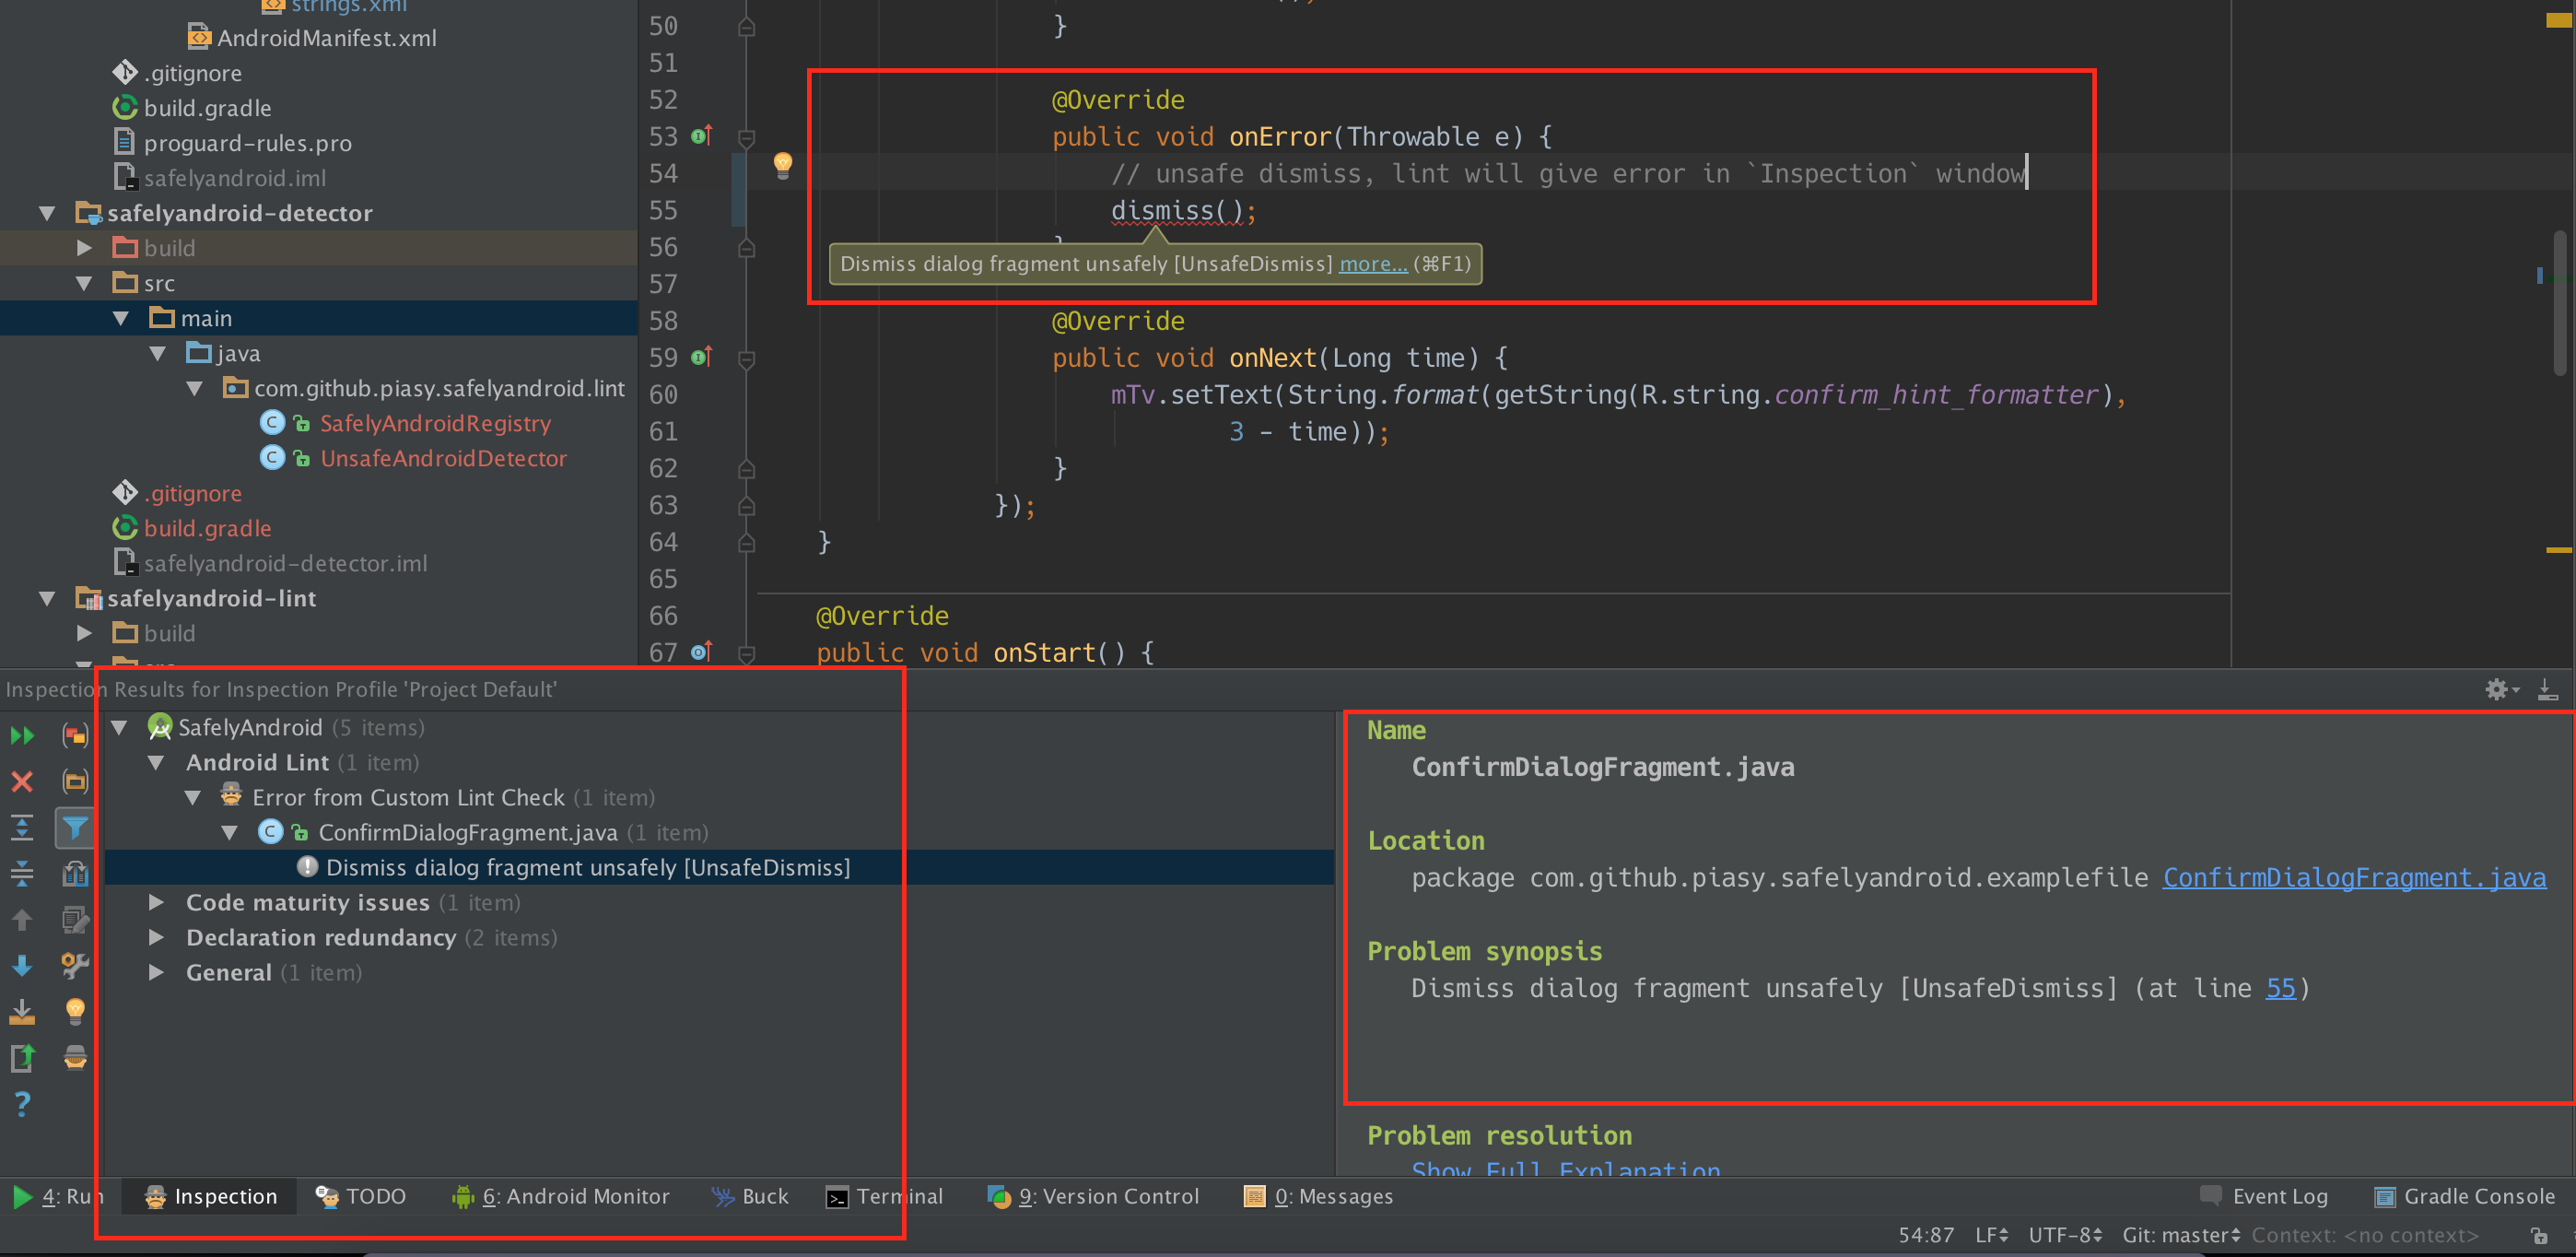 strings.xml
AndroidManifest.xml
.gitignore
build.gradle
proguard-rules.pro
safelyandroid.iml
safelyandroid-detector
build
src
main
java
com.github.piasy.safelyandroid.lint
SafelyAndroidRegistry
UnsafeAndroidDetector
.gitignore
build.gradle
safelyandroid-detector.iml
safelyandroid-lint
build
50 }
51
52 @Override
53 public void onError(Throwable e) {
54 // unsafe dismiss, lint will give error in `Inspection` window
55 dismiss();
56
Dismiss dialog fragment unsafely [UnsafeDismiss] more... (⌘F1)
57
58 @Override
59 public void onNext(Long time) {
60 mTv.setText(String.format(getString(R.string.confirm_hint_formatter),
61 3 - time));
62 }
63 });
64 }
65
66 @Override
67 public void onStart() {
Inspection Results for Inspection Profile 'Project Default'
SafelyAndroid (5 items)
Android Lint (1 item)
Error from Custom Lint Check (1 item)
ConfirmDialogFragment.java (1 item)
Dismiss dialog fragment unsafely [UnsafeDismiss]
Code maturity issues (1 item)
Declaration redundancy (2 items)
General (1 item)
Name
ConfirmDialogFragment.java
Location
package com.github.piasy.safelyandroid.examplefile ConfirmDialogFragment.java
Problem synopsis
Dismiss dialog fragment unsafely [UnsafeDismiss] (at line 55)
Problem resolution
Show Full Explanation
4: Run Inspection TODO 6: Android Monitor Buck Terminal 9: Version Control 0: Messages Event Log Gradle Console
54:87 LF UTF-8 Git: master Context: <no context>